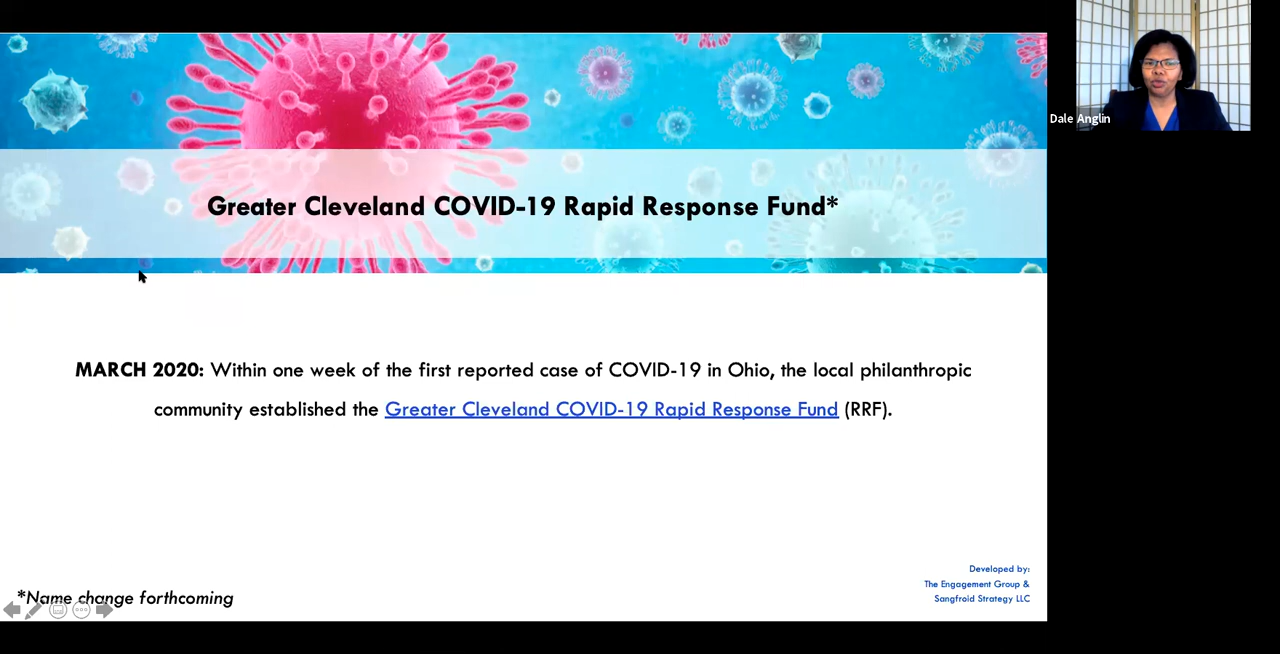 Greater Cleveland COVID-19 Rapid Response Fund*
Dale Anglin
MARCH 2020: Within one week of the first reported case of COVID-19 in Ohio, the local philanthropic
community established the Greater Cleveland COVID-19 Rapid Response Fund (RRF).
Developed by:
The Engagement Group &
Sangfroid Strategy LLC
*Name change forthcoming